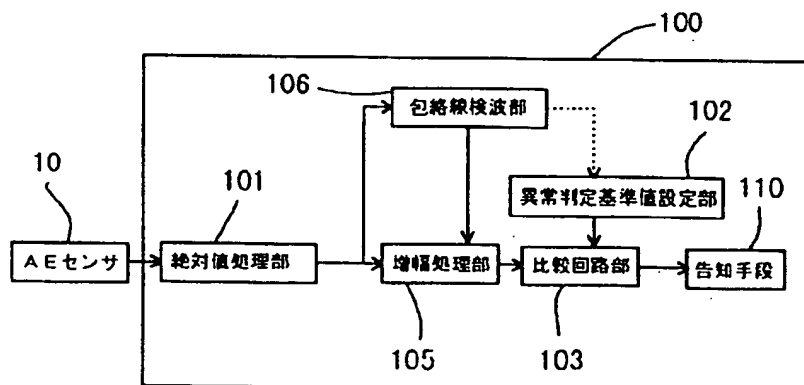 100
106
包絡線検波部
102
10
101
異常判定基準値設定部
110
AEセンサ
絶対値処理部
増幅処理部
比較回路部
告知手段
105
103